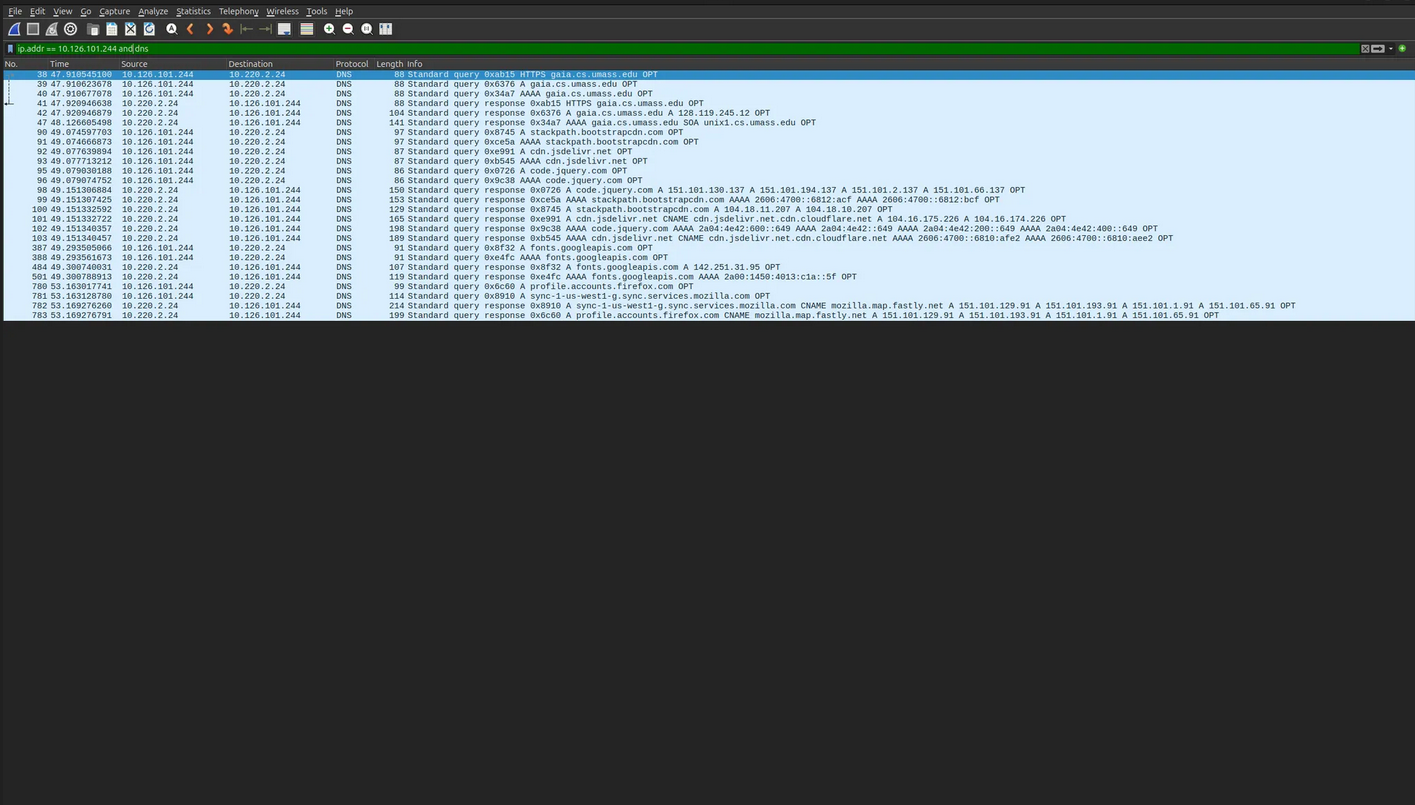 File Edit View Go Capture Analyze Statistics Telephony Wireless Tools Help
ip.addr == 10.126.101.244 and dns
No. Time Source Destination Protocol Length Info
38 47.910545100 10.126.101.244 10.220.2.24 DNS 88 Standard query 0xab15 HTTPS gaia.cs.umass.edu OPT
39 47.910623678 10.126.101.244 10.220.2.24 DNS 88 Standard query 0x6376 A gaia.cs.umass.edu OPT
40 47.910677078 10.126.101.244 10.220.2.24 DNS 88 Standard query 0x34a7 AAAA gaia.cs.umass.edu OPT
41 47.920946638 10.220.2.24 10.126.101.244 DNS 88 Standard query response 0xab15 HTTPS gaia.cs.umass.edu OPT
42 47.920946879 10.220.2.24 10.126.101.244 DNS 104 Standard query response 0x6376 A gaia.cs.umass.edu A 128.119.245.12 OPT
47 48.126605498 10.220.2.24 10.126.101.244 DNS 141 Standard query response 0x34a7 AAAA gaia.cs.umass.edu SOA unix1.cs.umass.edu OPT
90 49.074597703 10.126.101.244 10.220.2.24 DNS 97 Standard query 0x8745 A stackpath.bootstrapcdn.com OPT
91 49.074666873 10.126.101.244 10.220.2.24 DNS 97 Standard query 0xce5a AAAA stackpath.bootstrapcdn.com OPT
92 49.077639894 10.126.101.244 10.220.2.24 DNS 87 Standard query 0xe991 A cdn.jsdelivr.net OPT
93 49.077713212 10.126.101.244 10.220.2.24 DNS 87 Standard query 0xb545 AAAA cdn.jsdelivr.net OPT
95 49.079030188 10.126.101.244 10.220.2.24 DNS 86 Standard query 0x0726 A code.jquery.com OPT
96 49.079074752 10.126.101.244 10.220.2.24 DNS 86 Standard query 0x9c38 AAAA code.jquery.com OPT
98 49.151306884 10.220.2.24 10.126.101.244 DNS 150 Standard query response 0x0726 A code.jquery.com A 151.101.130.137 A 151.101.194.137 A 151.101.2.137 A 151.101.66.137 OPT
99 49.151307425 10.220.2.24 10.126.101.244 DNS 153 Standard query response 0xce5a AAAA stackpath.bootstrapcdn.com AAAA 2606:4700::6812:acf AAAA 2606:4700::6812:bcf OPT
100 49.151332592 10.220.2.24 10.126.101.244 DNS 129 Standard query response 0x8745 A stackpath.bootstrapcdn.com A 104.18.11.207 A 104.18.10.207 OPT
101 49.151332722 10.220.2.24 10.126.101.244 DNS 165 Standard query response 0xe991 A cdn.jsdelivr.net CNAME cdn.jsdelivr.net.cdn.cloudflare.net A 104.16.175.226 A 104.16.174.226 OPT
102 49.151340357 10.220.2.24 10.126.101.244 DNS 198 Standard query response 0x9c38 AAAA code.jquery.com AAAA 2a04:4e42:600::649 AAAA 2a04:4e42::649 AAAA 2a04:4e42:200::649 AAAA 2a04:4e42:400::649 OPT
103 49.151340457 10.220.2.24 10.126.101.244 DNS 189 Standard query response 0xb545 AAAA cdn.jsdelivr.net CNAME cdn.jsdelivr.net.cdn.cloudflare.net AAAA 2606:4700::6810:afe2 AAAA 2606:4700::6810:aee2 OPT
387 49.293505066 10.126.101.244 10.220.2.24 DNS 91 Standard query 0x8f32 A fonts.googleapis.com OPT
388 49.293561673 10.126.101.244 10.220.2.24 DNS 91 Standard query 0xe4fc AAAA fonts.googleapis.com OPT
484 49.300740031 10.220.2.24 10.126.101.244 DNS 107 Standard query response 0x8f32 A fonts.googleapis.com A 142.251.31.95 OPT
501 49.300788913 10.220.2.24 10.126.101.244 DNS 119 Standard query response 0xe4fc AAAA fonts.googleapis.com AAAA 2a00:1450:4013:c1a::5f OPT
780 53.163017741 10.126.101.244 10.220.2.24 DNS 99 Standard query 0x6c60 A profile.accounts.firefox.com OPT
781 53.163128780 10.126.101.244 10.220.2.24 DNS 114 Standard query 0x8910 A sync-1-us-west1-g.sync.services.mozilla.com OPT
782 53.169276260 10.220.2.24 10.126.101.244 DNS 214 Standard query response 0x8910 A sync-1-us-west1-g.sync.services.mozilla.com CNAME mozilla.map.fastly.net A 151.101.129.91 A 151.101.193.91 A 151.101.1.91 A 151.101.65.91 OPT
783 53.169276791 10.220.2.24 10.126.101.244 DNS 199 Standard query response 0x6c60 A profile.accounts.firefox.com CNAME mozilla.map.fastly.net A 151.101.129.91 A 151.101.193.91 A 151.101.1.91 A 151.101.65.91 OPT